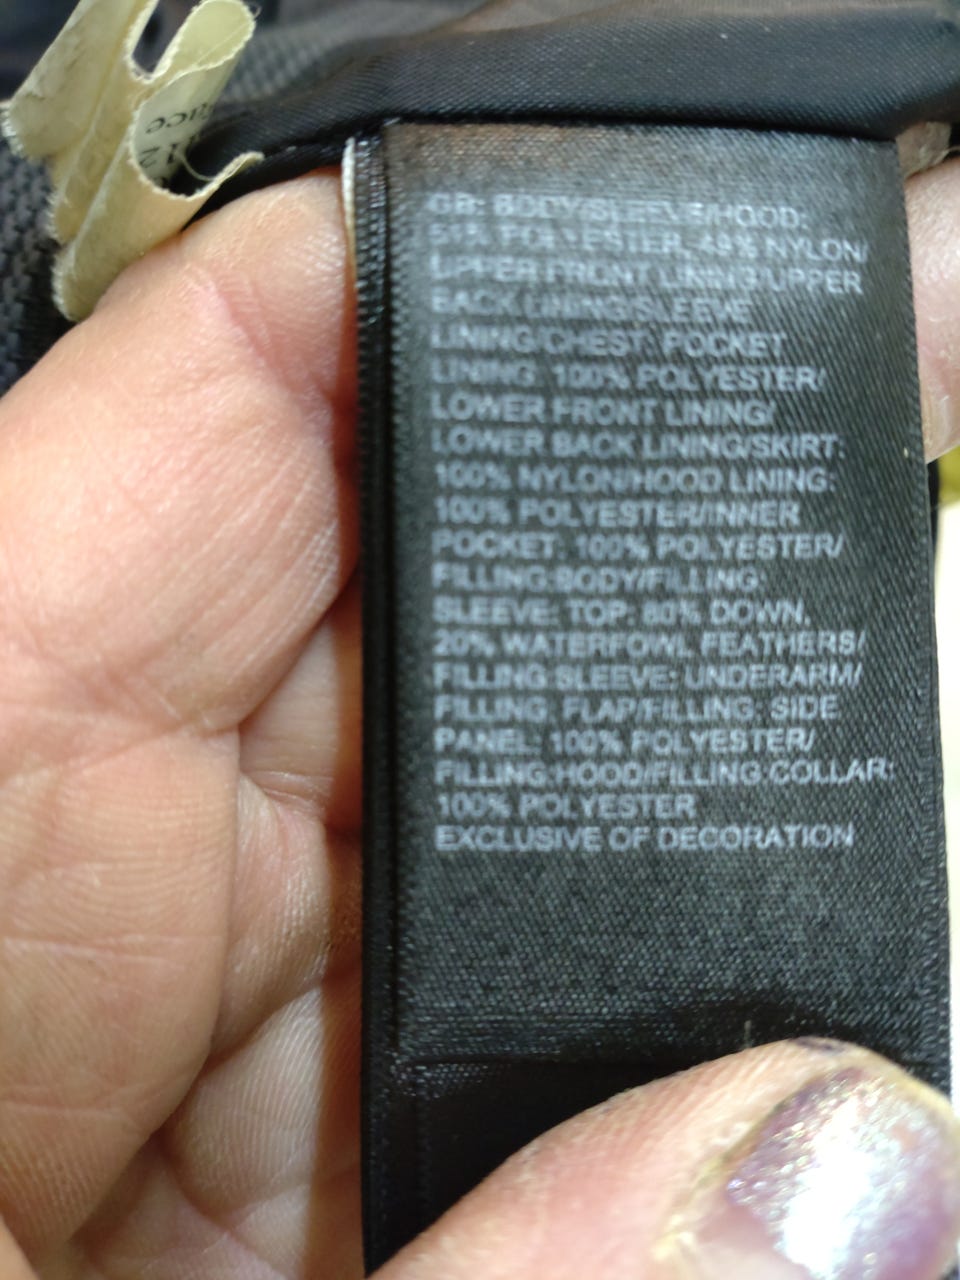 GB: BODY/SLEEVE/HOOD:
51% POLYESTER, 49% NYLON/
UPPER FRONT LINING/UPPER
BACK LINING/SLEEVE
LINING/CHEST: POCKET
LINING: 100% POLYESTER/
LOWER FRONT LINING/
LOWER BACK LINING/SKIRT:
100% NYLON/HOOD LINING:
100% POLYESTER/INNER
POCKET: 100% POLYESTER/
FILLING:BODY/FILLING:
SLEEVE: TOP: 80% DOWN,
20% WATERFOWL FEATHERS/
FILLING SLEEVE: UNDERARM/
FILLING: FLAP/FILLING: SIDE
PANEL: 100% POLYESTER/
FILLING:HOOD/FILLING:COLLAR:
100% POLYESTER
EXCLUSIVE OF DECORATION